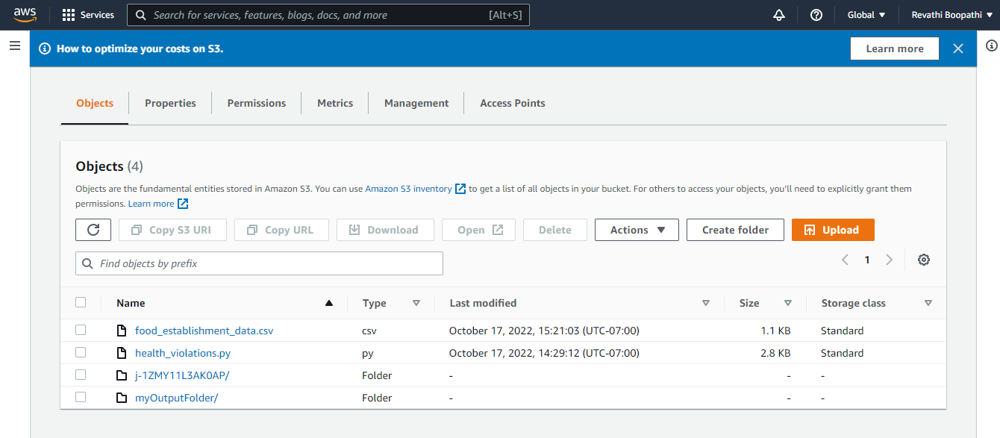 aws Services Search for services, features, blogs, docs, and more [Alt+S] Global Revathi Boopathi
How to optimize your costs on S3. Learn more
Objects Properties Permissions Metrics Management Access Points
Objects (4)
Objects are the fundamental entities stored in Amazon S3. You can use Amazon S3 inventory to get a list of all objects in your bucket. For others to access your objects, you'll need to explicitly grant them
permissions. Learn more
Copy S3 URI Copy URL Download Open Delete Actions Create folder Upload
Find objects by prefix 1
Name Type Last modified Size Storage class
food_establishment_data.csv csv October 17, 2022, 15:21:03 (UTC-07:00) 1.1 KB Standard
health_violations.py py October 17, 2022, 14:29:12 (UTC-07:00) 2.8 KB Standard
j-1ZMY11L3AK0AP/ Folder - - -
myOutputFolder/ Folder - - -